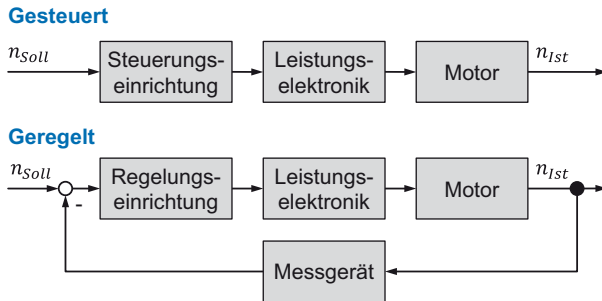 Gesteuert
n_Soll
Steuerungs-
einrichtung
Leistungs-
elektronik
Motor
n_Ist
Geregelt
n_Soll
-
Regelungs-
einrichtung
Leistungs-
elektronik
Motor
n_Ist
Messgerät